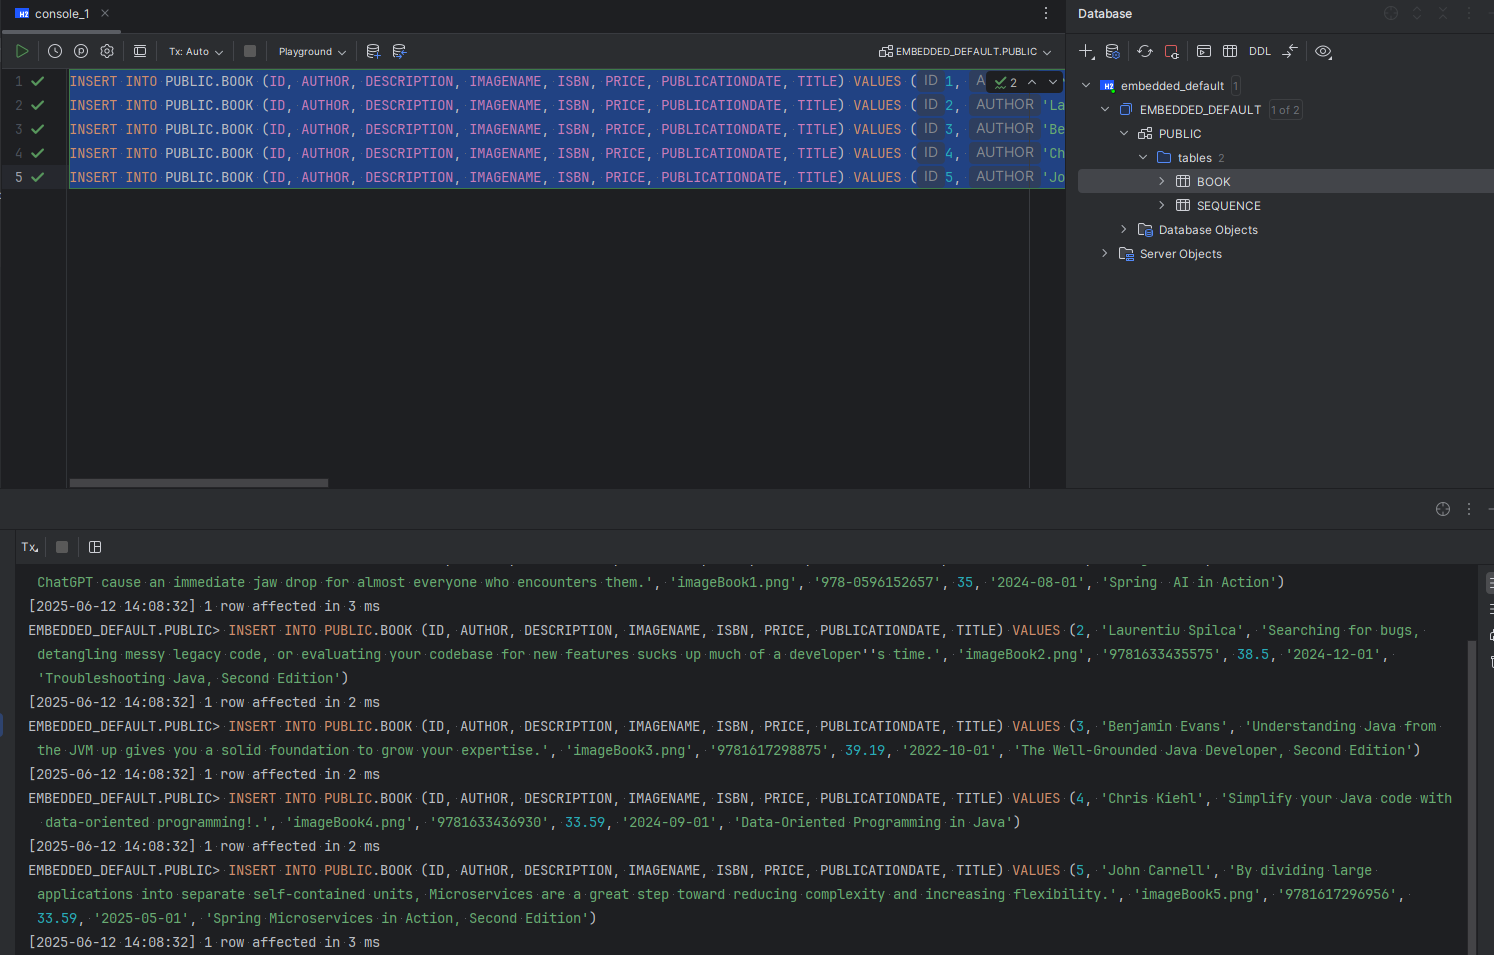 H2 console_1
Database
Tx: Auto
Playground
EMBEDDED_DEFAULT.PUBLIC
DDL
1 INSERT INTO PUBLIC.BOOK (ID, AUTHOR, DESCRIPTION, IMAGENAME, ISBN, PRICE, PUBLICATIONDATE, TITLE) VALUES ( ID 1, A 2
2 INSERT INTO PUBLIC.BOOK (ID, AUTHOR, DESCRIPTION, IMAGENAME, ISBN, PRICE, PUBLICATIONDATE, TITLE) VALUES ( ID 2, AUTHOR 'La
3 INSERT INTO PUBLIC.BOOK (ID, AUTHOR, DESCRIPTION, IMAGENAME, ISBN, PRICE, PUBLICATIONDATE, TITLE) VALUES ( ID 3, AUTHOR 'Be
4 INSERT INTO PUBLIC.BOOK (ID, AUTHOR, DESCRIPTION, IMAGENAME, ISBN, PRICE, PUBLICATIONDATE, TITLE) VALUES ( ID 4, AUTHOR 'Ch
5 INSERT INTO PUBLIC.BOOK (ID, AUTHOR, DESCRIPTION, IMAGENAME, ISBN, PRICE, PUBLICATIONDATE, TITLE) VALUES ( ID 5, AUTHOR 'Jo
H2 embedded_default 1
EMBEDDED_DEFAULT 1 of 2
PUBLIC
tables 2
BOOK
SEQUENCE
Database Objects
Server Objects
Tx
ChatGPT cause an immediate jaw drop for almost everyone who encounters them.', 'imageBook1.png', '978-0596152657', 35, '2024-08-01', 'Spring  AI in Action')
[2025-06-12 14:08:32] 1 row affected in 3 ms
EMBEDDED_DEFAULT.PUBLIC> INSERT INTO PUBLIC.BOOK (ID, AUTHOR, DESCRIPTION, IMAGENAME, ISBN, PRICE, PUBLICATIONDATE, TITLE) VALUES (2, 'Laurentiu Spilca', 'Searching for bugs,
detangling messy legacy code, or evaluating your codebase for new features sucks up much of a developer''s time.', 'imageBook2.png', '9781633435575', 38.5, '2024-12-01',
'Troubleshooting Java, Second Edition')
[2025-06-12 14:08:32] 1 row affected in 2 ms
EMBEDDED_DEFAULT.PUBLIC> INSERT INTO PUBLIC.BOOK (ID, AUTHOR, DESCRIPTION, IMAGENAME, ISBN, PRICE, PUBLICATIONDATE, TITLE) VALUES (3, 'Benjamin Evans', 'Understanding Java from
the JVM up gives you a solid foundation to grow your expertise.', 'imageBook3.png', '9781617298875', 39.19, '2022-10-01', 'The Well-Grounded Java Developer, Second Edition')
[2025-06-12 14:08:32] 1 row affected in 2 ms
EMBEDDED_DEFAULT.PUBLIC> INSERT INTO PUBLIC.BOOK (ID, AUTHOR, DESCRIPTION, IMAGENAME, ISBN, PRICE, PUBLICATIONDATE, TITLE) VALUES (4, 'Chris Kiehl', 'Simplify your Java code with
data-oriented programming!.', 'imageBook4.png', '9781633436930', 33.59, '2024-09-01', 'Data-Oriented Programming in Java')
[2025-06-12 14:08:32] 1 row affected in 2 ms
EMBEDDED_DEFAULT.PUBLIC> INSERT INTO PUBLIC.BOOK (ID, AUTHOR, DESCRIPTION, IMAGENAME, ISBN, PRICE, PUBLICATIONDATE, TITLE) VALUES (5, 'John Carnell', 'By dividing large
applications into separate self-contained units, Microservices are a great step toward reducing complexity and increasing flexibility.', 'imageBook5.png', '9781617296956',
33.59, '2025-05-01', 'Spring Microservices in Action, Second Edition')
[2025-06-12 14:08:32] 1 row affected in 3 ms